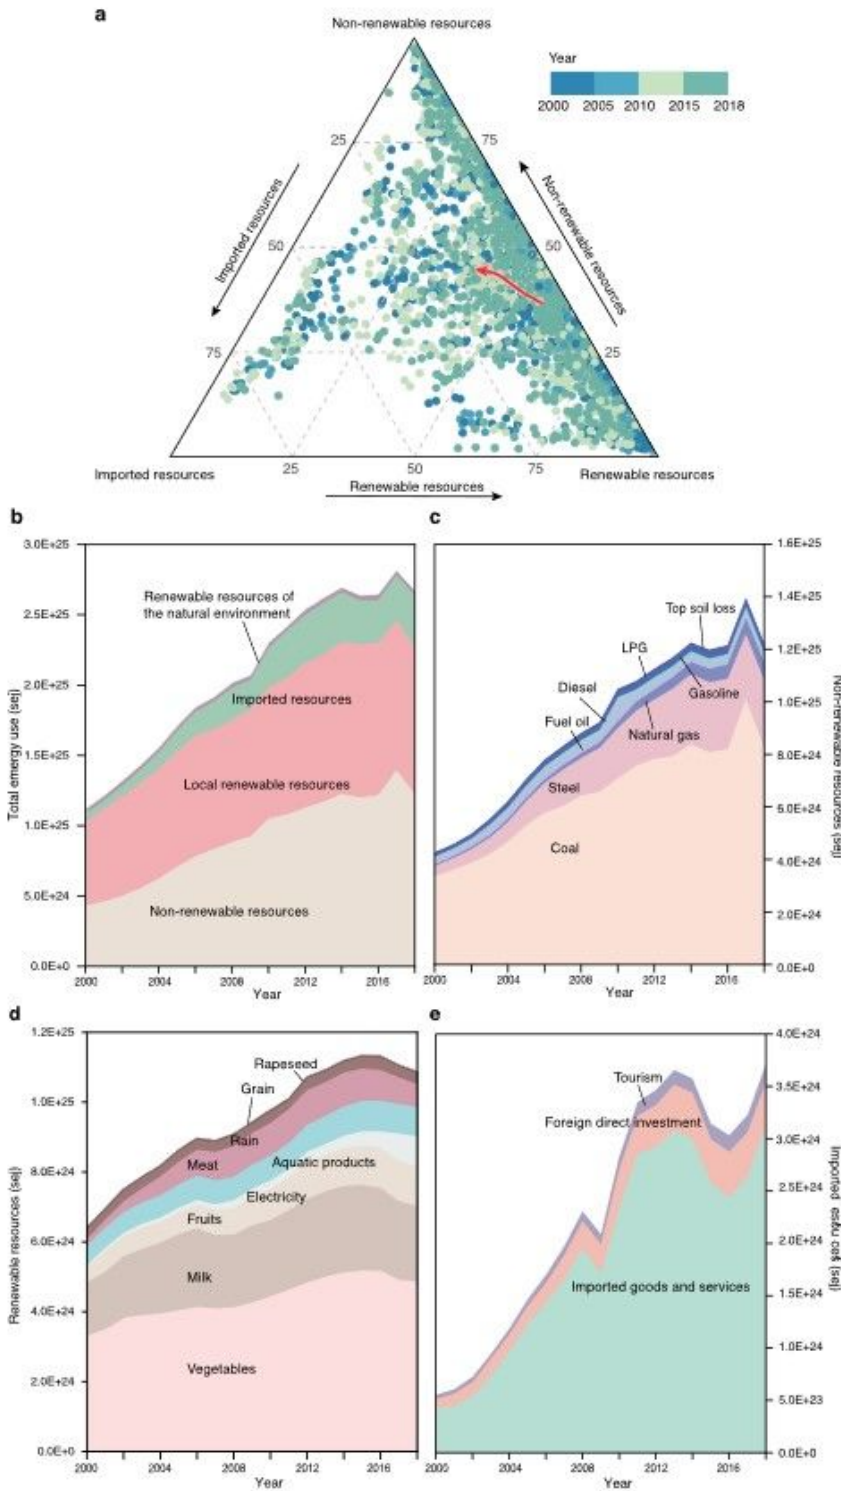 a
Non-renewable resources
Year
2000 2005 2010 2015 2018
25
75
Imported resources
Non-renewable resources
50
50
75
25
Imported resources
25
50
75
Renewable resources
Renewable resources
b
3.0E+25
2.5E+25
2.0E+25
1.5E+25
1.0E+25
5.0E+24
0.0E+0
Total emergy use (sej)
Renewable resources of
the natural environment
Imported resources
Local renewable resources
Non-renewable resources
2000 2004 2008 2012 2016
Year
c
1.6E+25
1.4E+25
1.2E+25
1.0E+25
8.0E+24
6.0E+24
4.0E+24
2.0E+24
0.0E+0
Non-renewable resources (sej)
Top soil loss
LPG
Diesel
Gasoline
Fuel oil
Natural gas
Steel
Coal
2000 2004 2008 2012 2016
Year
d
1.2E+25
1.0E+25
8.0E+24
6.0E+24
4.0E+24
2.0E+24
0.0E+0
Renewable resources (sej)
Rapeseed
Grain
Rain
Meat
Aquatic products
Electricity
Fruits
Milk
Vegetables
2000 2004 2008 2012 2016
Year
e
4.0E+24
3.5E+24
3.0E+24
2.5E+24
2.0E+24
1.5E+24
1.0E+24
5.0E+23
0.0E+0
Imported
(sej)
Tourism
Foreign direct investment
Imported goods and services
2000 2004 2008 2012 2016
Year